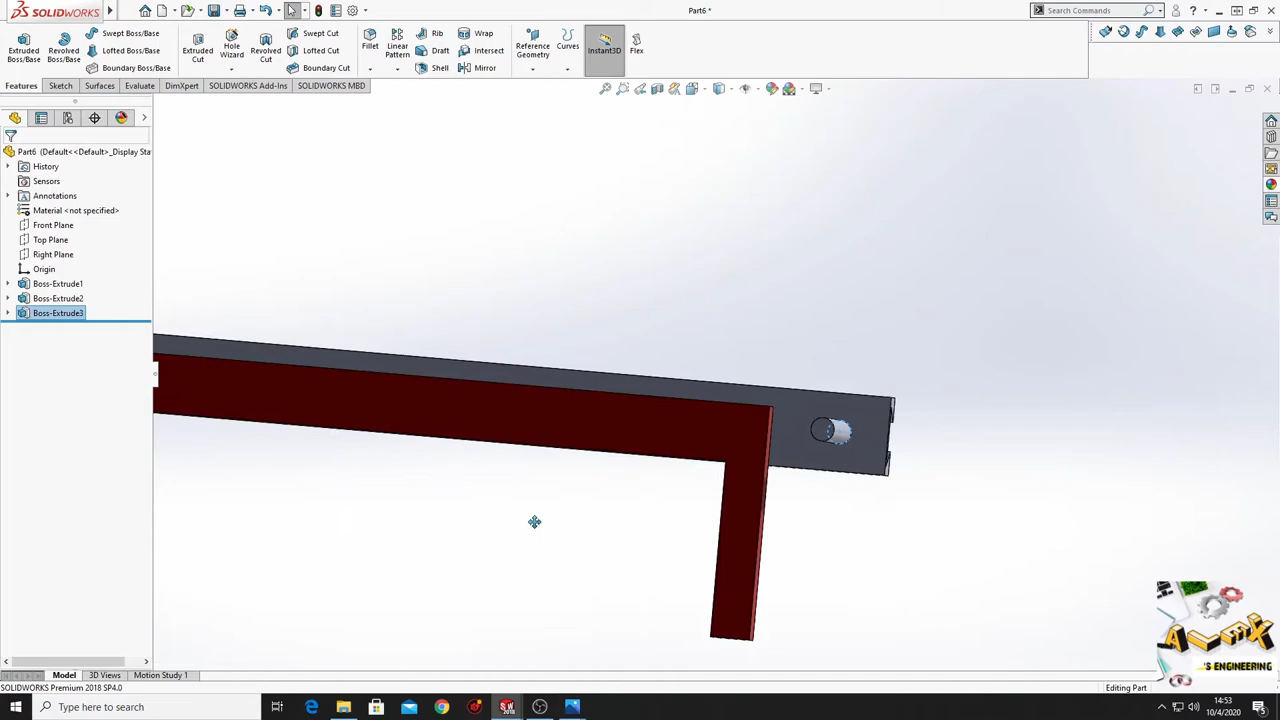 SOLIDWORKS
Part6 *
Search Commands
Extruded Boss/Base
Revolved Boss/Base
Swept Boss/Base
Lofted Boss/Base
Boundary Boss/Base
Extruded Cut
Hole Wizard
Revolved Cut
Swept Cut
Lofted Cut
Boundary Cut
Fillet
Linear Pattern
Rib
Draft
Shell
Wrap
Intersect
Mirror
Reference Geometry
Curves
Instant3D
Flex
Features
Sketch
Surfaces
Evaluate
DimXpert
SOLIDWORKS Add-Ins
SOLIDWORKS MBD
Part6 (Default<<Default>_Display Sta
History
Sensors
Annotations
Material <not specified>
Front Plane
Top Plane
Right Plane
Origin
Boss-Extrude1
Boss-Extrude2
Boss-Extrude3
ALMX
'S ENGINEERING
Model
3D Views
Motion Study 1
SOLIDWORKS Premium 2018 SP4.0
Editing Part
Type here to search
SW
2018
14:53
10/4/2020